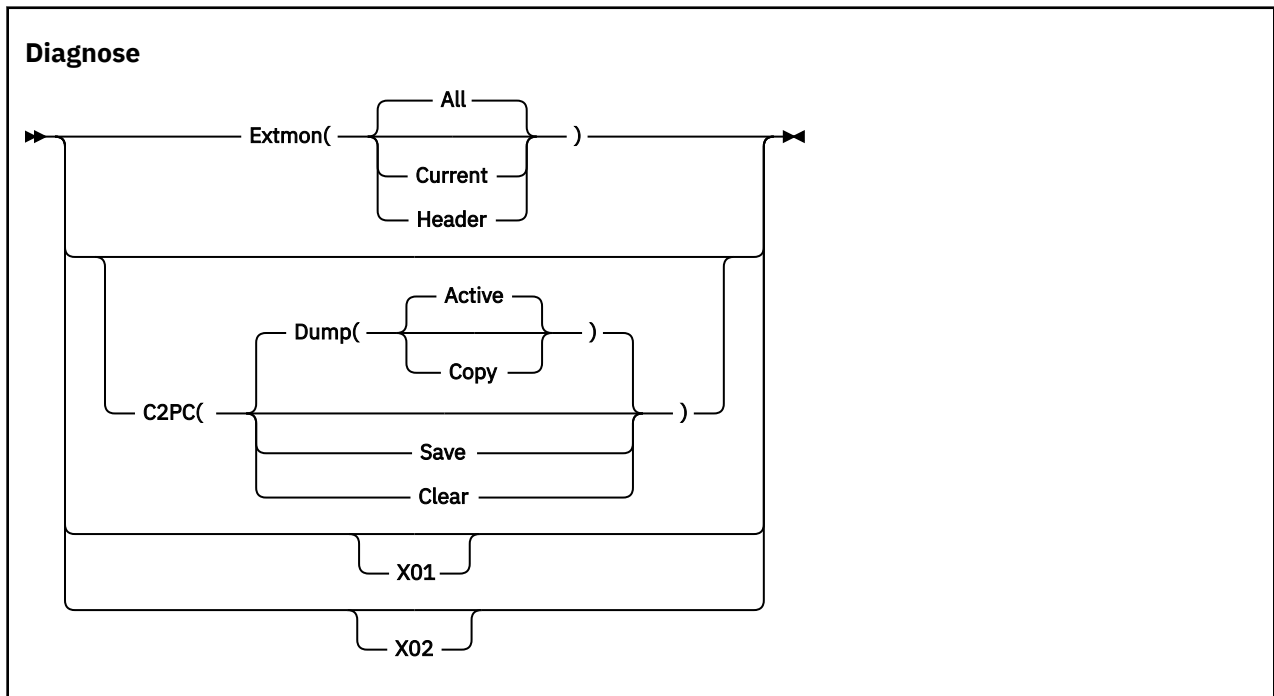 Diagnose
All
Extmon( )
Current
Header
Active
Dump( )
Copy
C2PC( )
Save
Clear
X01
X02